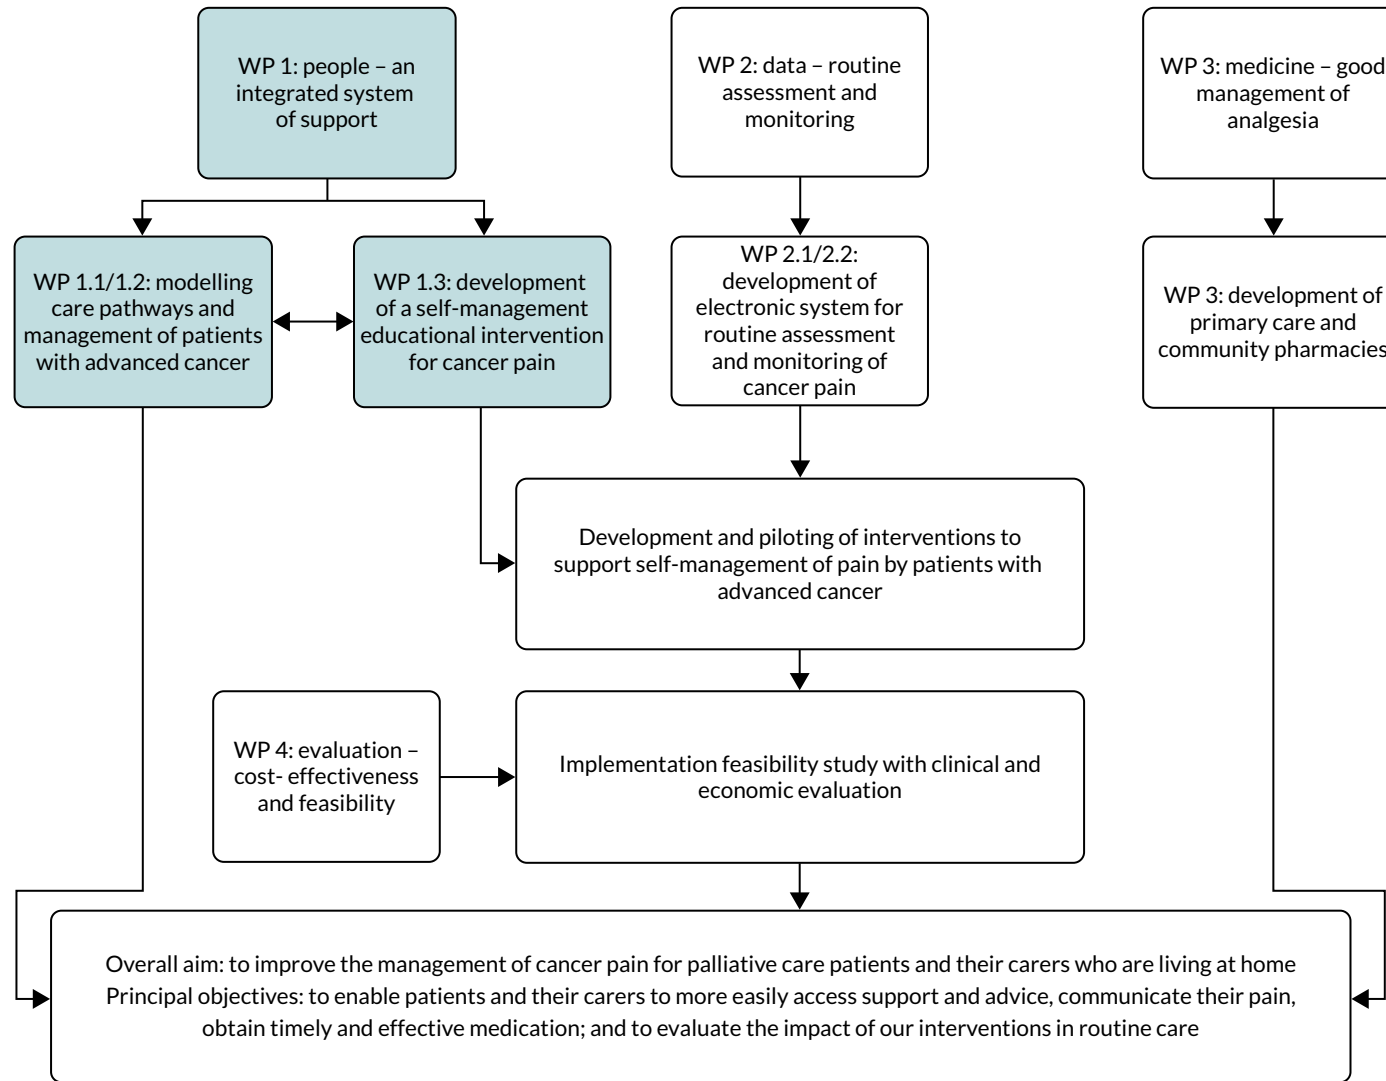 WP 1: people – an
integrated system
of support
WP 2: data – routine
assessment and
monitoring
WP 3: medicine – good
management of
analgesia
WP 1.1/1.2: modelling
care pathways and
management of patients
with advanced cancer
WP 1.3: development
of a self-management
educational intervention
for cancer pain
WP 2.1/2.2:
development of
electronic system for
routine assessment
and monitoring of
cancer pain
WP 3: development of
primary care and
community pharmacies
Development and piloting of interventions to
support self-management of pain by patients with
advanced cancer
WP 4: evaluation –
cost- effectiveness
and feasibility
Implementation feasibility study with clinical and
economic evaluation
Overall aim: to improve the management of cancer pain for palliative care patients and their carers who are living at home
Principal objectives: to enable patients and their carers to more easily access support and advice, communicate their pain,
obtain timely and effective medication; and to evaluate the impact of our interventions in routine care